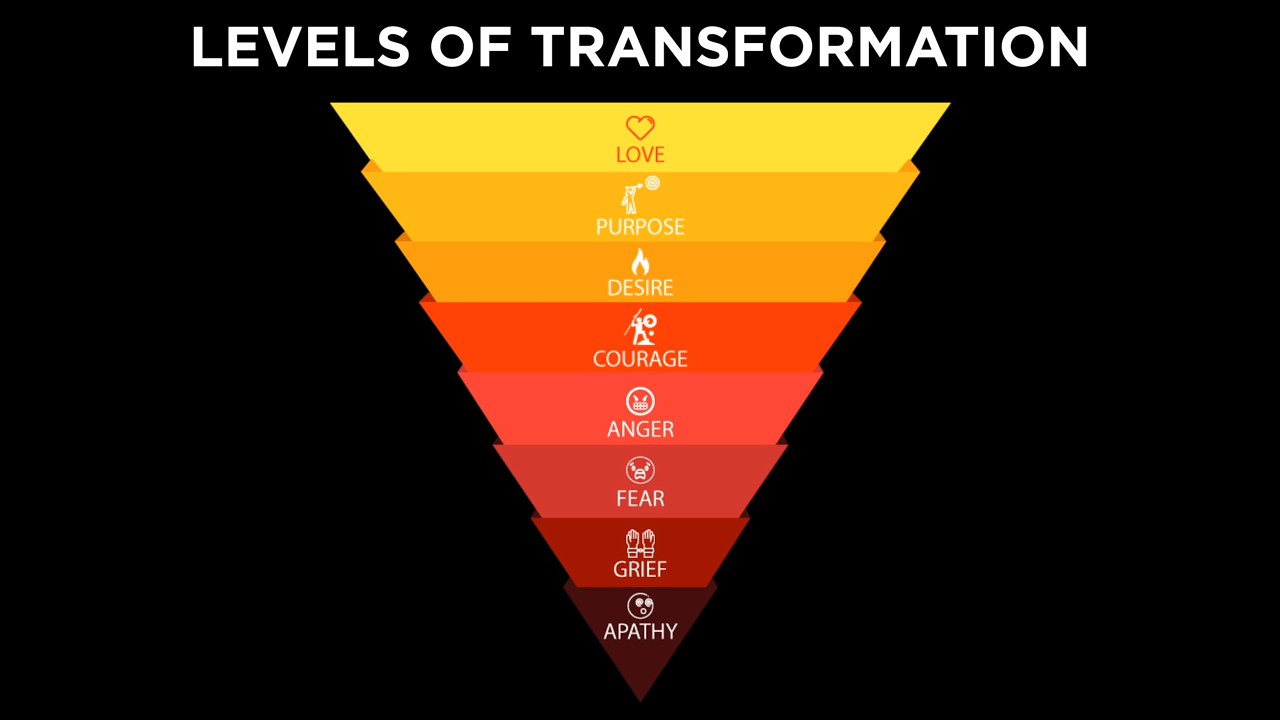 LEVELS OF TRANSFORMATION
LOVE
PURPOSE
DESIRE
COURAGE
ANGER
FEAR
GRIEF
APATHY